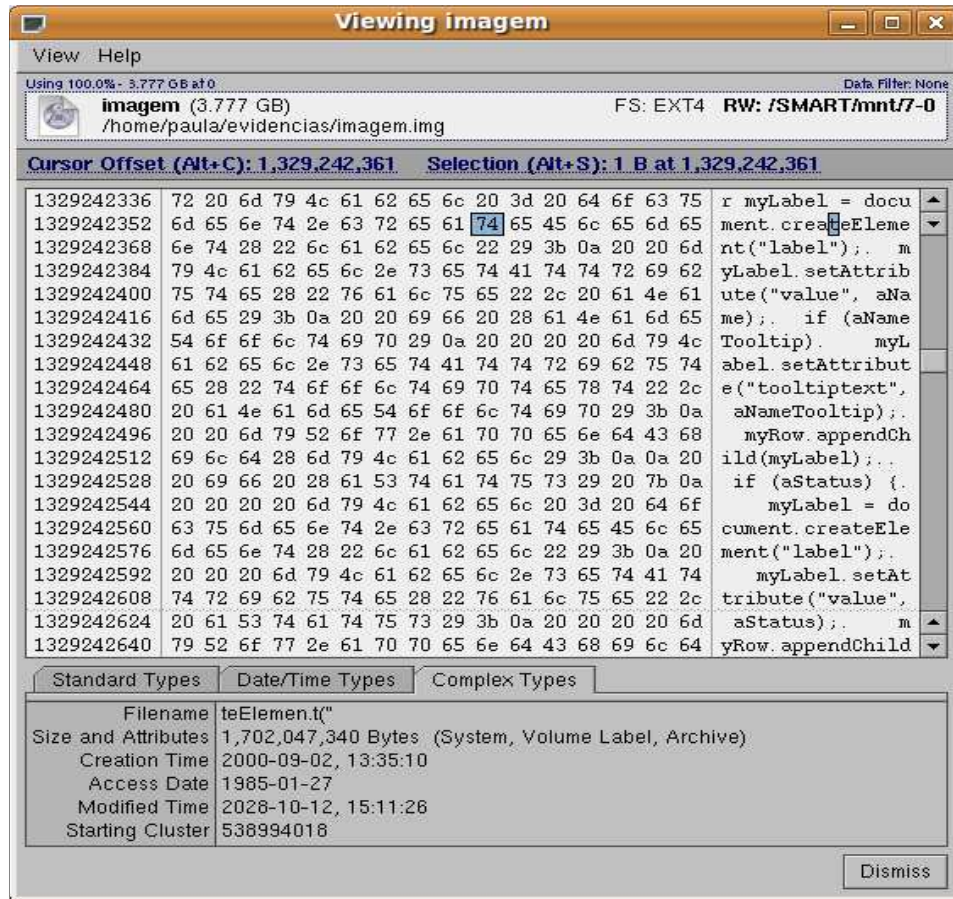 Viewing imagem
View Help
Using 100.0% - 3.777 GB at 0 Data Filter: None
imagem (3.777 GB) FS: EXT4 RW: /SMART/mnt/7-0
/home/paula/evidencias/imagem.img
Cursor Offset (Alt+C): 1,329,242,361 Selection (Alt+S): 1 B at 1,329,242,361
1329242336 72 20 6d 79 4c 61 62 65 6c 20 3d 20 64 6f 63 75 r myLabel = docu
1329242352 6d 65 6e 74 2e 63 72 65 61 74 65 45 6c 65 6d 65 ment.createEleme
1329242368 6e 74 28 22 6c 61 62 65 6c 22 29 3b 0a 20 20 6d nt("label");.  m
1329242384 79 4c 61 62 65 6c 2e 73 65 74 41 74 74 72 69 62 yLabel.setAttrib
1329242400 75 74 65 28 22 76 61 6c 75 65 22 2c 20 61 4e 61 ute("value", aNa
1329242416 6d 65 29 3b 0a 20 20 69 66 20 28 61 4e 61 6d 65 me);.  if (aName
1329242432 54 6f 6f 6c 74 69 70 29 0a 20 20 20 20 6d 79 4c Tooltip).    myL
1329242448 61 62 65 6c 2e 73 65 74 41 74 74 72 69 62 75 74 abel.setAttribut
1329242464 65 28 22 74 6f 6f 6c 74 69 70 74 65 78 74 22 2c e("tooltiptext",
1329242480 20 61 4e 61 6d 65 54 6f 6f 6c 74 69 70 29 3b 0a  aNameTooltip);.
1329242496 20 20 6d 79 52 6f 77 2e 61 70 70 65 6e 64 43 68   myRow.appendCh
1329242512 69 6c 64 28 6d 79 4c 61 62 65 6c 29 3b 0a 0a 20 ild(myLabel);..
1329242528 20 69 66 20 28 61 53 74 61 74 75 73 29 20 7b 0a  if (aStatus) {.
1329242544 20 20 20 20 6d 79 4c 61 62 65 6c 20 3d 20 64 6f     myLabel = do
1329242560 63 75 6d 65 6e 74 2e 63 72 65 61 74 65 45 6c 65 cument.createEle
1329242576 6d 65 6e 74 28 22 6c 61 62 65 6c 22 29 3b 0a 20 ment("label");.
1329242592 20 20 20 6d 79 4c 61 62 65 6c 2e 73 65 74 41 74    myLabel.setAt
1329242608 74 72 69 62 75 74 65 28 22 76 61 6c 75 65 22 2c tribute("value",
1329242624 20 61 53 74 61 74 75 73 29 3b 0a 20 20 20 20 6d  aStatus);.    m
1329242640 79 52 6f 77 2e 61 70 70 65 6e 64 43 68 69 6c 64 yRow.appendChild
Standard Types Date/Time Types Complex Types
Filename teElemen.t("
Size and Attributes 1,702,047,340 Bytes (System, Volume Label, Archive)
Creation Time 2000-09-02, 13:35:10
Access Date 1985-01-27
Modified Time 2028-10-12, 15:11:26
Starting Cluster 538994018
Dismiss